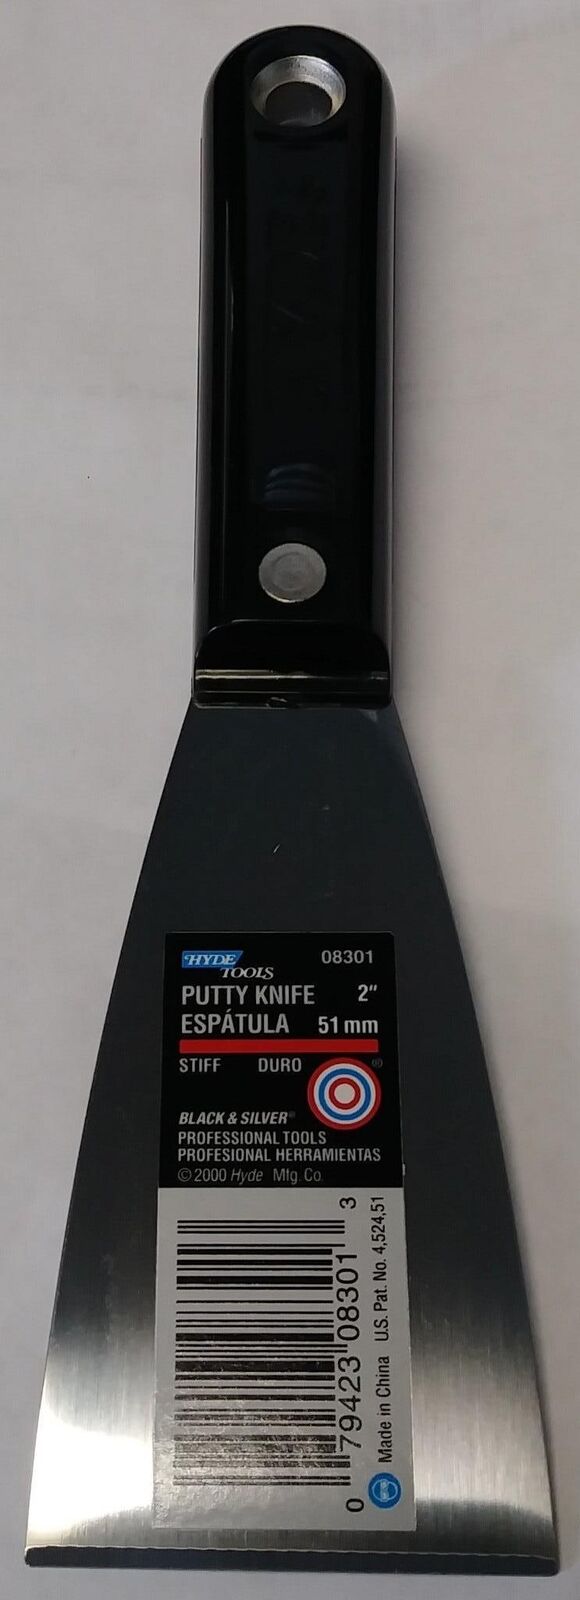 HYDE 08301
TOOLS
PUTTY KNIFE 2"
ESPÁTULA 51 mm
STIFF DURO ®
BLACK & SILVER®
PROFESSIONAL TOOLS
PROFESIONAL HERRAMIENTAS
© 2000 Hyde Mfg. Co.
0 79423 08301 3
Made in China U.S. Pat. No. 4,524,51